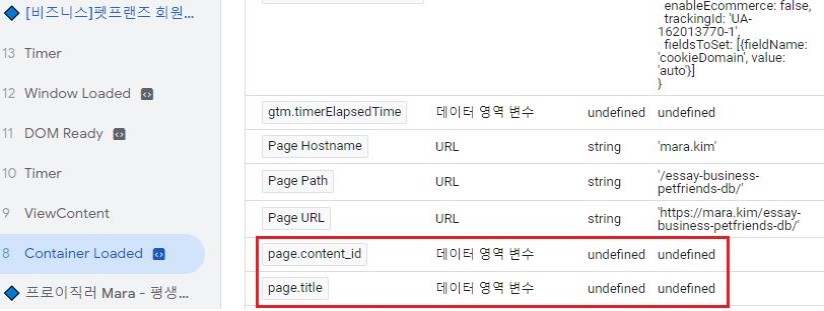 [비즈니스]펫프랜즈 회원...
13 Timer
12 Window Loaded
11 DOM Ready
10 Timer
9 ViewContent
8 Container Loaded
프로이직러 Mara - 평생...
enableEcommerce: false,
trackingId: 'UA-
162013770-1',
fieldsToSet: [{fieldName:
'cookieDomain', value:
'auto'}]
}
gtm.timerElapsedTime 데이터 영역 변수 undefined undefined
Page Hostname URL string 'mara.kim'
Page Path URL string '/essay-business-
petfriends-db/'
Page URL URL string 'https://mara.kim/essay-
business-petfriends-db/'
page.content_id 데이터 영역 변수 undefined undefined
page.title 데이터 영역 변수 undefined undefined